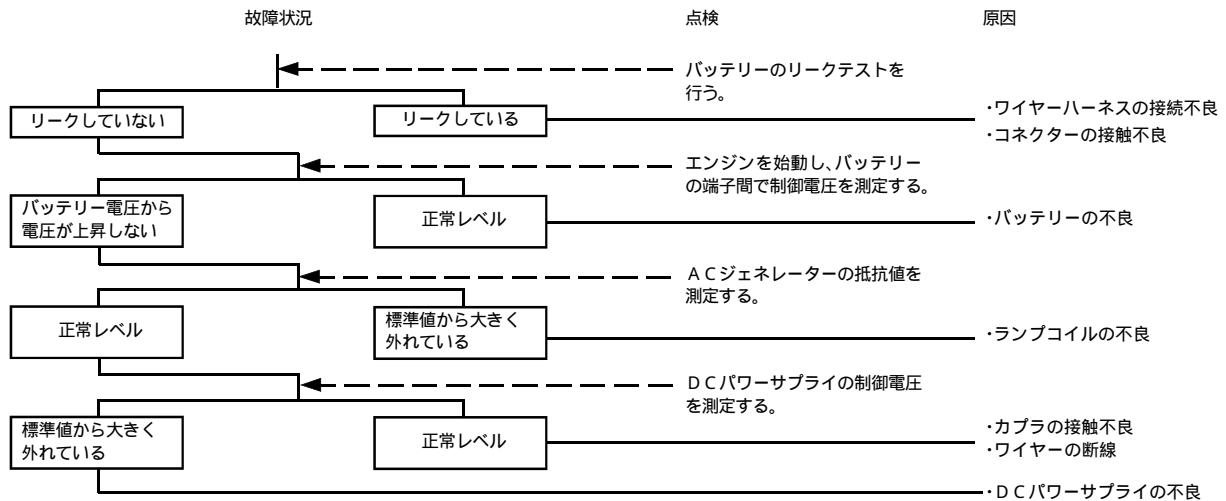 故障状況
点検
原因
バッテリーのリークテストを
行う。
リークしていない
リークしている
・ワイヤーハーネスの接続不良
・コネクターの接触不良
エンジンを始動し、バッテリー
の端子間で制御電圧を測定する。
バッテリー電圧から
電圧が上昇しない
正常レベル
・バッテリーの不良
ACジェネレーターの抵抗値を
測定する。
正常レベル
標準値から大きく
外れている
・ランプコイルの不良
DCパワーサプライの制御電圧
を測定する。
標準値から大きく
外れている
正常レベル
・カプラの接触不良
・ワイヤーの断線
・DCパワーサプライの不良